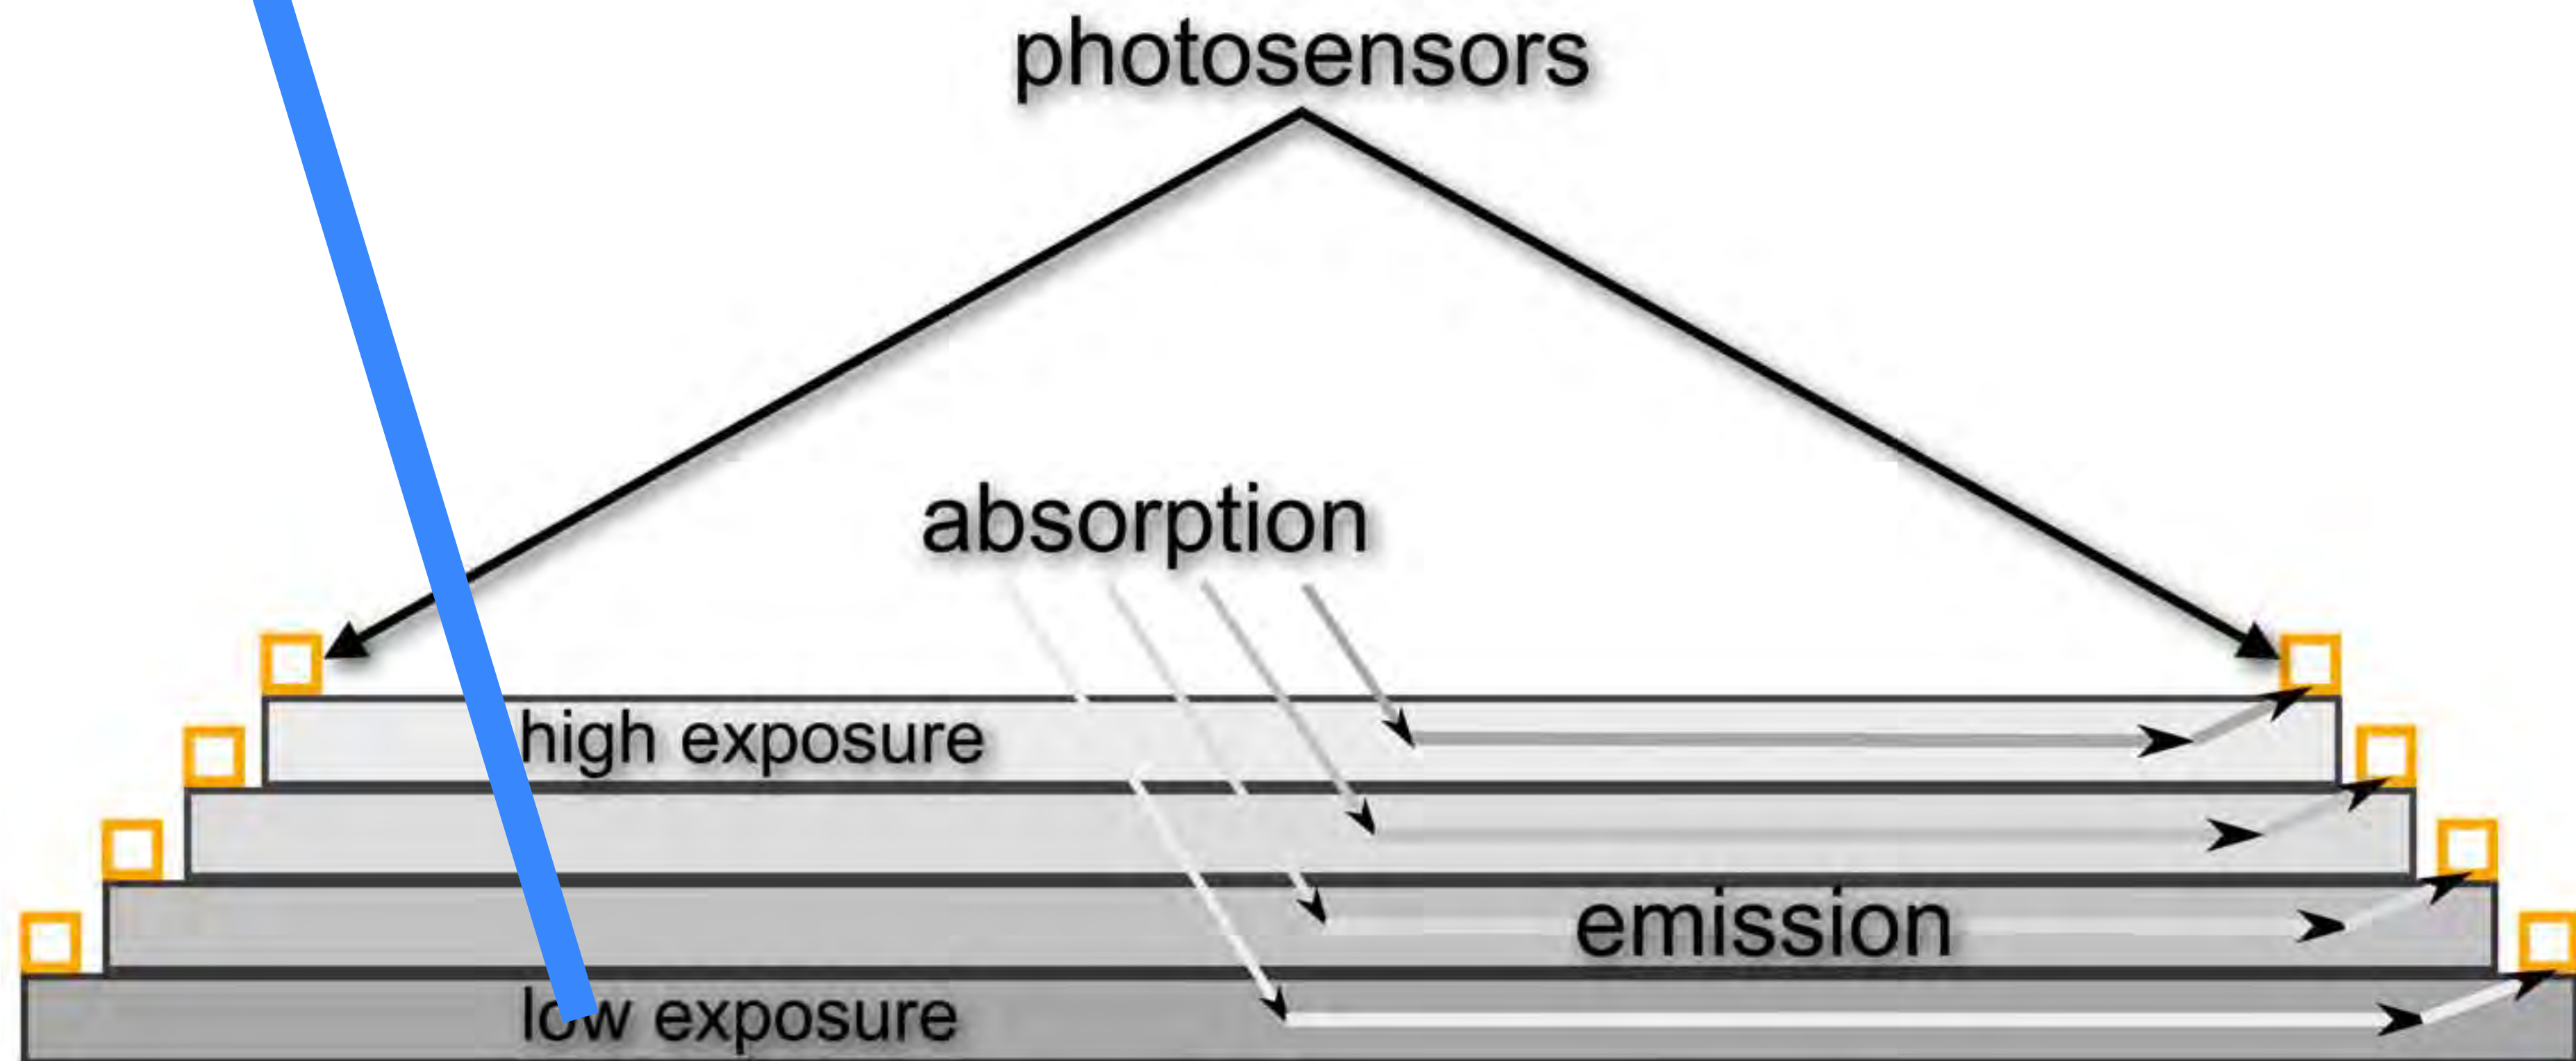 photosensors
absorption
high exposure
emission
low exposure